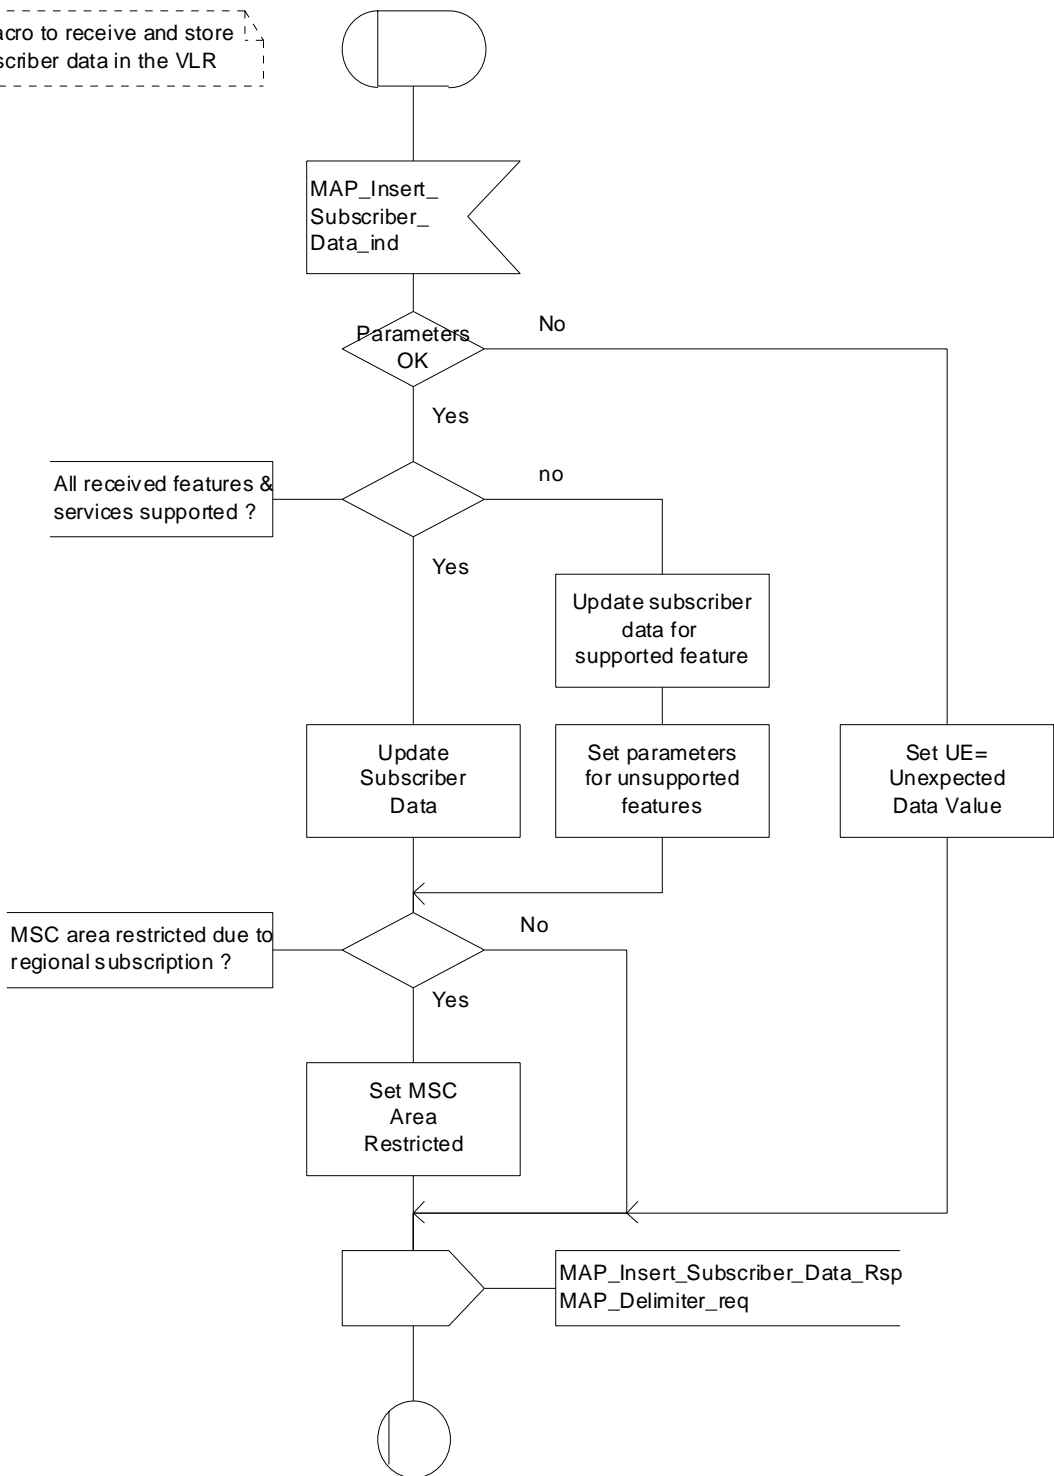 acro to receive and store
scriber data in the VLR
MAP_Insert_
Subscriber_
Data_ind
Parameters
OK
No
Yes
All received features &
services supported ?
no
Yes
Update subscriber
data for
supported feature
Update
Subscriber
Data
Set parameters
for unsupported
features
Set UE=
Unexpected
Data Value
MSC area restricted due to
regional subscription ?
No
Yes
Set MSC
Area
Restricted
MAP_Insert_Subscriber_Data_Rsp
MAP_Delimiter_req